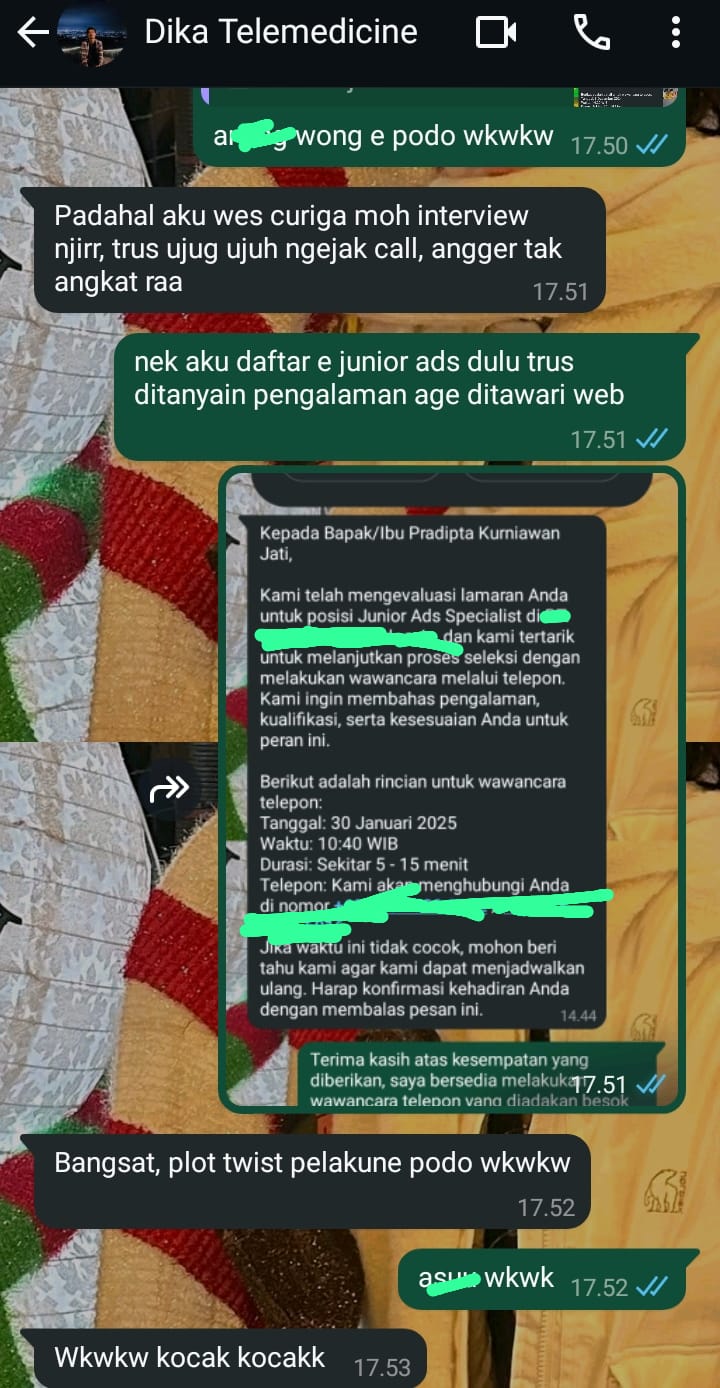 Dika Telemedicine
wong e podo wkwkw
17.50
Padahal aku wes curiga moh interview
njirr, trus ujug ujuh ngejak call, angger tak
angkat raa
17.51
nek aku daftar e junior ads dulu trus
ditanyain pengalaman age ditawari web
17.51
Kepada Bapak/Ibu Pradipta Kurniawan
Jati,
Kami telah mengevaluasi lamaran Anda
untuk posisi Junior Ads Specialist di
dan kami tertarik
untuk melanjutkan proses seleksi dengan
melakukan wawancara melalui telepon.
Kami ingin membahas pengalaman,
kualifikasi, serta kesesuaian Anda untuk
peran ini.
Berikut adalah rincian untuk wawancara
telepon:
Tanggal: 30 Januari 2025
Waktu: 10:40 WIB
Durasi: Sekitar 5 - 15 menit
Telepon: Kami akan menghubungi Anda
di nomor
Jika waktu ini tidak cocok, mohon beri
tahu kami agar kami dapat menjadwalkan
ulang. Harap konfirmasi kehadiran Anda
dengan membalas pesan ini.
14.44
Terima kasih atas kesempatan yang
diberikan, saya bersedia melakukan
17.51
wawancara telepon yang diadakan besok
Bangsat, plot twist pelakune podo wkwkw
17.52
wkwk
17.52
Wkwkw kocak kocakk
17.53